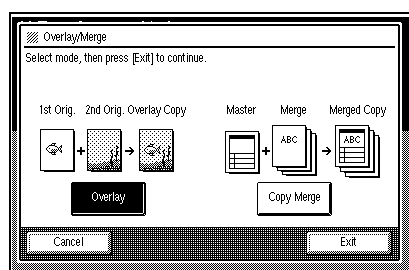 Overlay/Merge
Select mode, then press [Exit] to continue.
1st Orig. 2nd Orig. Overlay Copy Master Merge Merged Copy
ABC ABC
Overlay Copy Merge
Cancel Exit